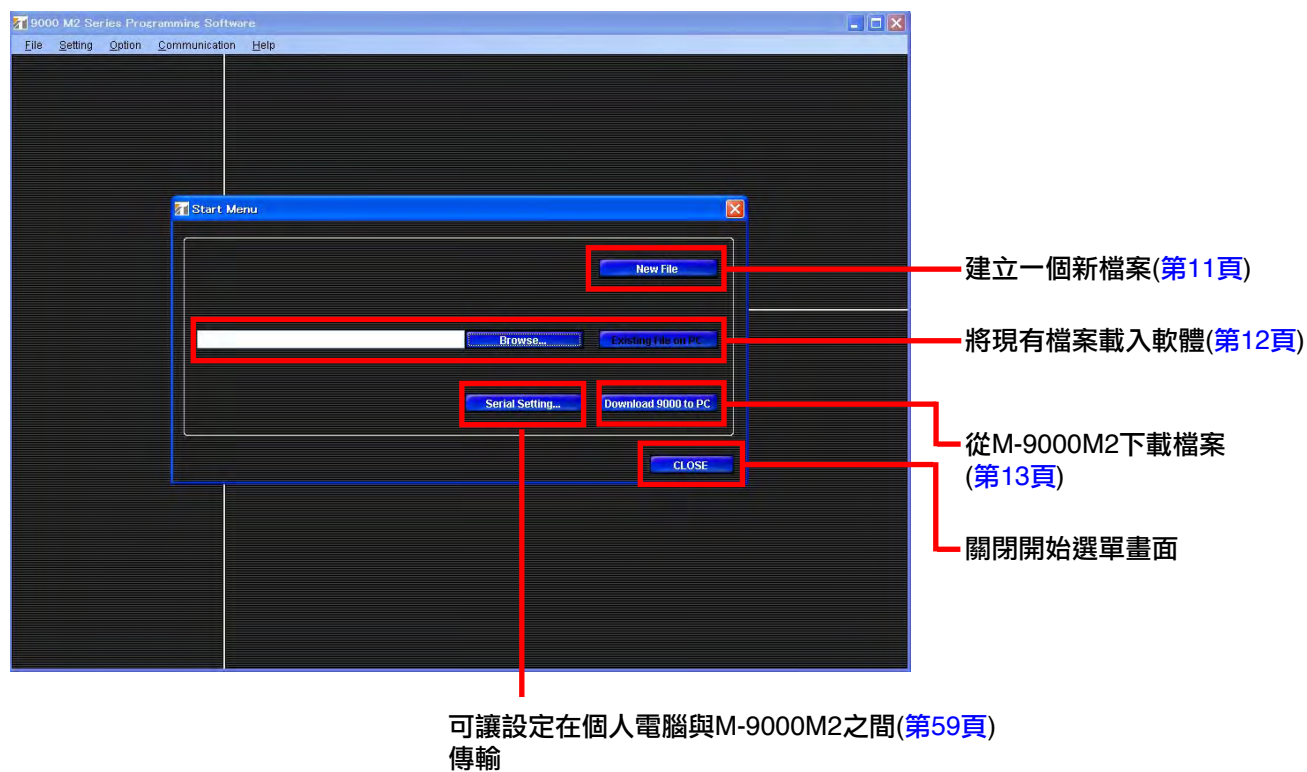 9000 M2 Series Programming Software
File Setting Option Communication Help
Start Menu
New File
建立一個新檔案(第11頁)
Browse...
Existing File on PC
將現有檔案載入軟體(第12頁)
Serial Setting...
Download 9000 to PC
從M-9000M2下載檔案
(第13頁)
CLOSE
關閉開始選單畫面
可讓設定在個人電腦與M-9000M2之間(第59頁)
傳輸